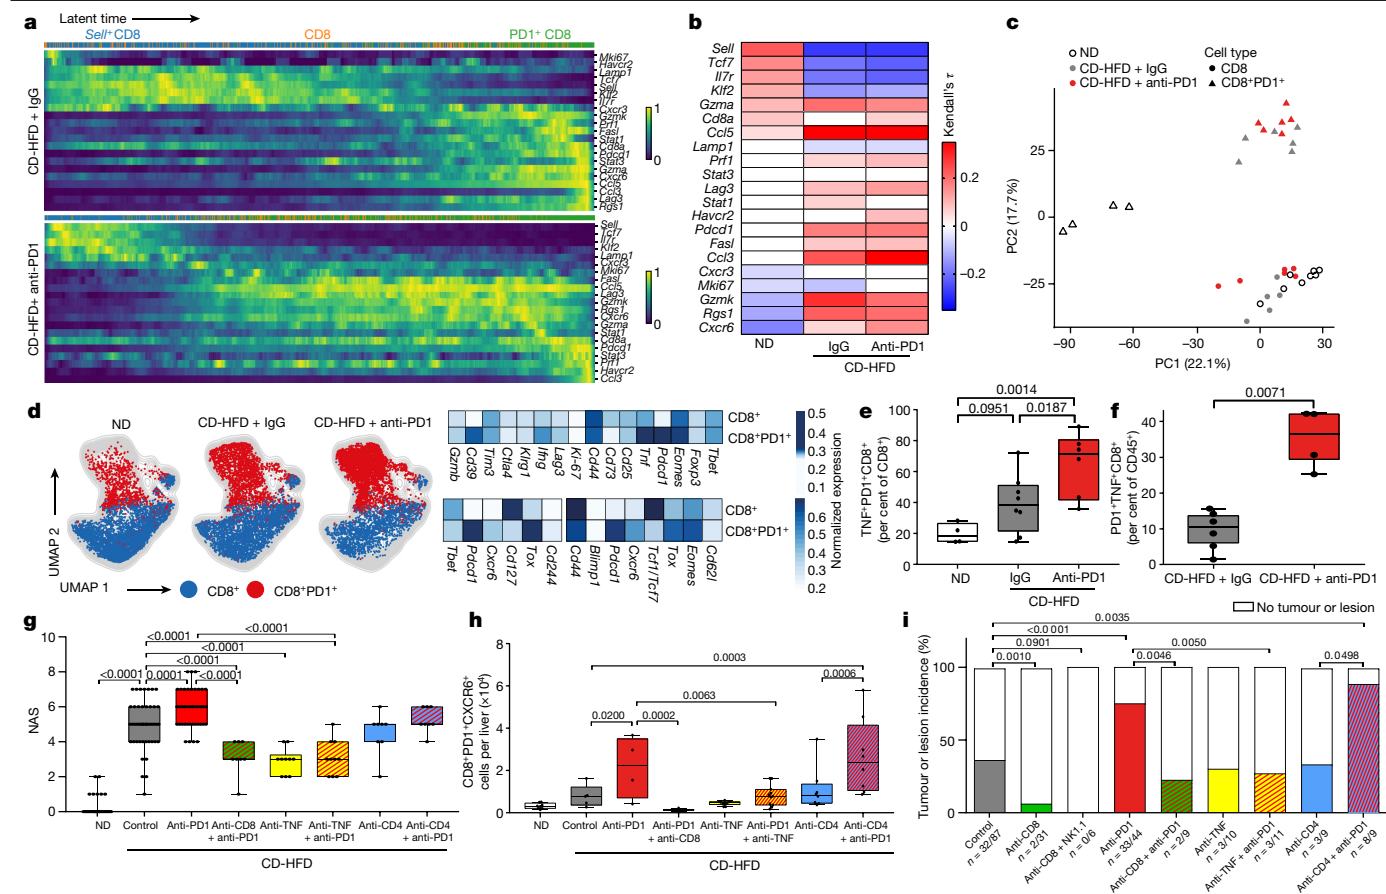 a
Latent time
Sell+ CD8
CD8
PD1+ CD8
CD-HFD + IgG
Mki67
Havcr2
Lamp1
Tcf7
Sell
Klf2
Il7r
Cxcr3
Gzmk
Prf1
Fasl
Stat1
Cd8a
Pdcd1
Stat3
Gzma
Cxcr6
Ccl5
Ccl3
Lag3
Rgs1
1
0
CD-HFD+ anti-PD1
Sell
Tcf7
Il7r
Klf2
Lamp1
Cxcr3
Mki67
Fasl
Ccl5
Lag3
Gzmk
Rgs1
Cxcr6
Gzma
Stat1
Cd8a
Pdcd1
Stat3
Prf1
Havcr2
Ccl3
1
0
b
Sell
Tcf7
Il7r
Klf2
Gzma
Cd8a
Ccl5
Lamp1
Prf1
Stat3
Lag3
Stat1
Havcr2
Pdcd1
Fasl
Ccl3
Cxcr3
Mki67
Gzmk
Rgs1
Cxcr6
ND
IgG
Anti-PD1
CD-HFD
Kendall's τ
0.2
0
−0.2
c
ND
CD-HFD + IgG
CD-HFD + anti-PD1
Cell type
CD8
CD8+PD1+
PC2 (17.7%)
25
0
−25
−90
−60
−30
0
30
PC1 (22.1%)
d
ND
CD-HFD + IgG
CD-HFD + anti-PD1
UMAP 2
UMAP 1
CD8+
CD8+PD1+
CD8+
CD8+PD1+
Gzmb
Cd39
Tim3
Ctla4
Klrg1
Ifng
Lag3
Ki-67
Cd44
Cd73
Cd25
Tnf
Pdcd1
Eomes
Foxp3
Tbet
CD8+
CD8+PD1+
Tbet
Pdcd1
Cxcr6
Cd127
Tox
Cd244
Cd44
Blimp1
Pdcd1
Cxcr6
Tcf1/Tcf7
Tox
Eomes
Cd62l
0.5
0.4
0.3
0.2
0.6
0.5
0.4
0.3
0.2
Normalized expression
e
0.0014
0.0951
0.0187
TNF+PD1+CD8+
(per cent of CD8+)
100
80
60
40
20
0
ND
IgG
Anti-PD1
CD-HFD
f
0.0071
PD1+TNF+CD8+
(per cent of CD45+)
40
30
20
10
0
CD-HFD + IgG
CD-HFD + anti-PD1
g
NAS
10
8
6
4
2
0
<0.0001
<0.0001
<0.0001
<0.0001
<0.0001
0.0001
<0.0001
ND
Control
Anti-PD1
Anti-CD8
+ anti-PD1
Anti-TNF
Anti-TNF
+ anti-PD1
Anti-CD4
Anti-CD4
+ anti-PD1
CD-HFD
h
CD8+PD1+CXCR6+
cells per liver (×10⁴)
8
6
4
2
0
0.0003
0.0006
0.0063
0.0200
0.0002
ND
Control
Anti-PD1
Anti-PD1
+ anti-CD8
Anti-TNF
Anti-PD1
+ anti-TNF
Anti-CD4
Anti-CD4
+ anti-PD1
CD-HFD
i
No tumour or lesion
0.0035
<0.0001
0.0901
0.0050
0.0010
0.0046
0.0498
Tumour or lesion incidence (%)
100
50
0
Control
n = 32/87
Anti-CD8
n = 2/31
Anti-CD8 + NK1.1
n = 0/6
Anti-PD1
n = 33/44
Anti-CD8 + anti-PD1
n = 2/9
Anti-TNF
n = 3/10
Anti-TNF + anti-PD1
n = 3/11
Anti-CD4
n = 3/9
Anti-CD4 + anti-PD1
n = 8/9